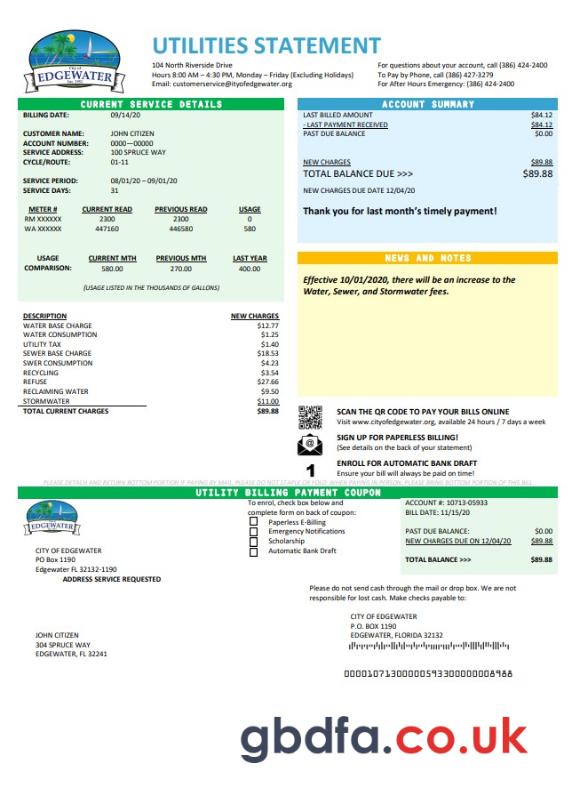 City of
EDGEWATER
UTILITIES STATEMENT
104 North Riverside Drive
Hours 8:00 AM – 4:30 PM, Monday – Friday (Excluding Holidays)
Email: customerservice@cityofedgewater.org
For questions about your account, call (386) 424-2400
To Pay by Phone, call (386) 427-3279
For After Hours Emergency: (386) 424-2400
CURRENT SERVICE DETAILS
BILLING DATE: 09/14/20
CUSTOMER NAME: JOHN CITIZEN
ACCOUNT NUMBER: 0000—00000
SERVICE ADDRESS: 100 SPRUCE WAY
CYCLE/ROUTE: 01-11
SERVICE PERIOD: 08/01/20 –09/01/20
SERVICE DAYS: 31
METER # CURRENT READ PREVIOUS READ USAGE
RM XXXXXX 2300 2300 0
WA XXXXXX 447160 446580 580
USAGE CURRENT MTH PREVIOUS MTH LAST YEAR
COMPARISON: 580.00 270.00 400.00
(USAGE LISTED IN THE THOUSANDS OF GALLONS)
DESCRIPTION NEW CHARGES
WATER BASE CHARGE $12.77
WATER CONSUMPTION $1.25
UTILITY TAX $1.40
SEWER BASE CHARGE $18.53
SWER CONSUMPTION $4.23
RECYCLING $3.54
REFUSE $27.66
RECLAIMING WATER $9.50
STORMWATER $11.00
TOTAL CURRENT CHARGES $89.88
ACCOUNT SUMMARY
LAST BILLED AMOUNT $84.12
- LAST PAYMENT RECEIVED $84.12
PAST DUE BALANCE $0.00
NEW CHARGES $89.88
TOTAL BALANCE DUE >>> $89.88
NEW CHARGES DUE DATE 12/04/20
Thank you for last month's timely payment!
NEWS AND NOTES
Effective 10/01/2020, there will be an increase to the
Water, Sewer, and Stormwater fees.
SCAN THE QR CODE TO PAY YOUR BILLS ONLINE
Visit www.cityofedgewater.org, available 24 hours / 7 days a week
SIGN UP FOR PAPERLESS BILLING!
(See details on the back of your statement)
1 ENROLL FOR AUTOMATIC BANK DRAFT
Ensure your bill will always be paid on time!
PLEASE DETACH AND RETURN BOTTOM PORTION IF PAYING BY MAIL. PLEASE DO NOT STAPLE OR FOLD. WHEN PAYING IN PERSON, PLEASE BRING BOTTOM PORTION OF THIS BILL
UTILITY BILLING PAYMENT COUPON
EDGEWATER
To enrol, check box below and
complete form on back of coupon:
Paperless E-Billing
Emergency Notifications
Scholarship
Automatic Bank Draft
ACCOUNT #: 10713-05933
BILL DATE: 11/15/20
PAST DUE BALANCE: $0.00
NEW CHARGES DUE ON 12/04/20 $89.88
TOTAL BALANCE >>> $89.88
CITY OF EDGEWATER
PO Box 1190
Edgewater FL 32132-1190
ADDRESS SERVICE REQUESTED
Please do not send cash through the mail or drop box. We are not
responsible for lost cash. Make checks payable to:
CITY OF EDGEWATER
P.O. BOX 1190
EDGEWATER, FLORIDA 32132
JOHN CITIZEN
304 SPRUCE WAY
EDGEWATER, FL 32241
gbdfa.co.uk